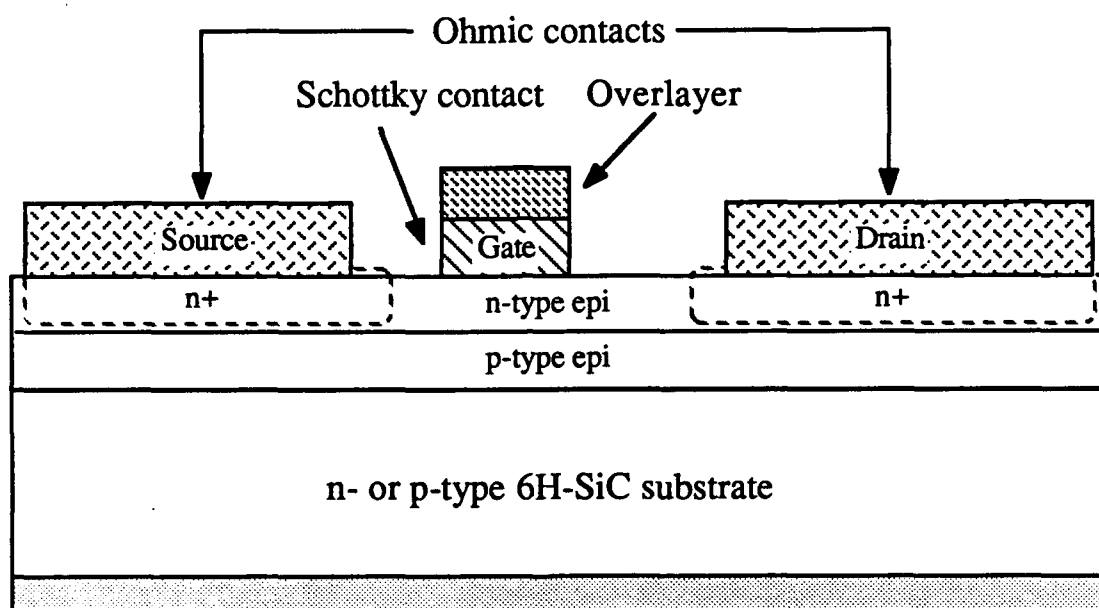 Ohmic contacts
Schottky contact
Overlayer
Source
Gate
Drain
n+
n-type epi
n+
p-type epi
n- or p-type 6H-SiC substrate